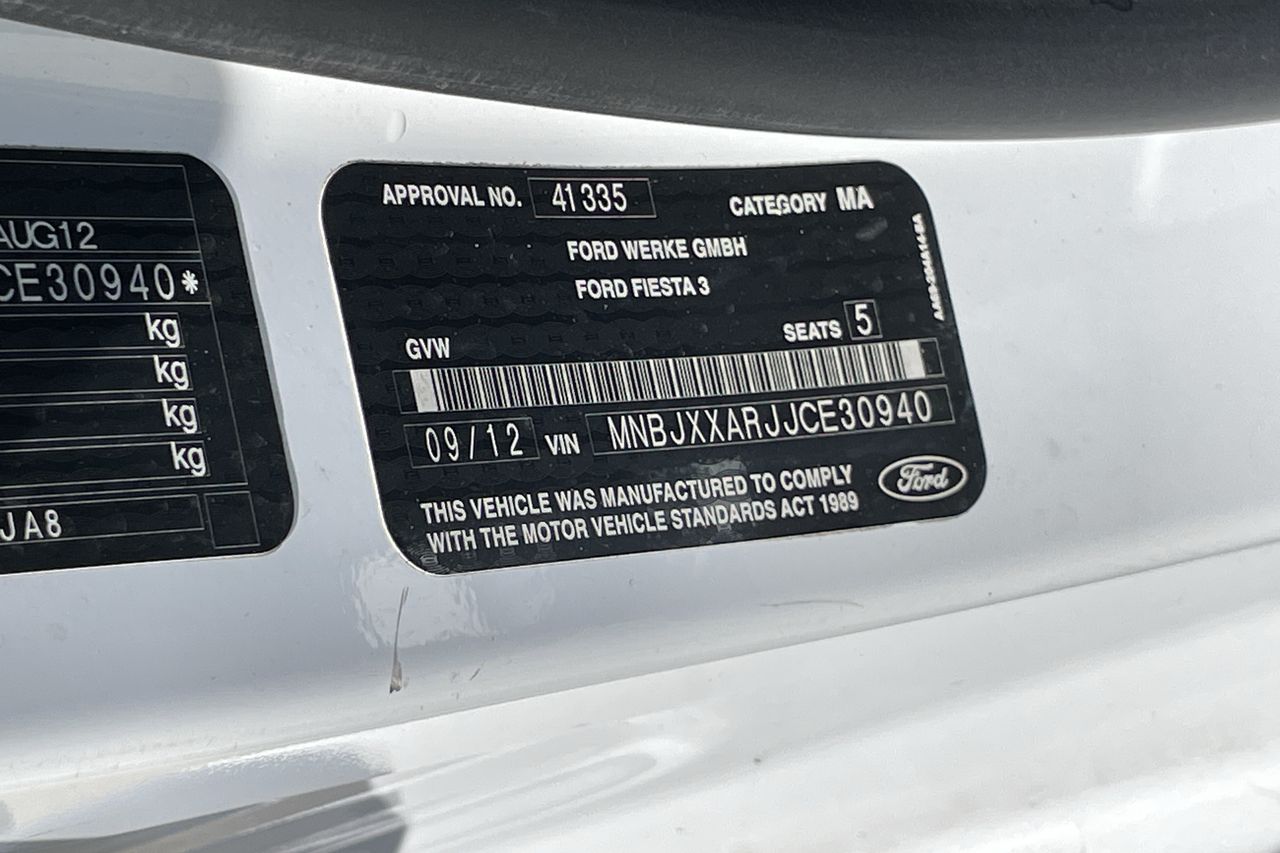 AUG12
CE30940*
kg
kg
kg
kg
JA8
APPROVAL NO. 41335 CATEGORY MA
FORD WERKE GMBH
FORD FIESTA 3
GVW SEATS 5
09/12 VIN MNBJXXARJJCE30940
THIS VEHICLE WAS MANUFACTURED TO COMPLY
WITH THE MOTOR VEHICLE STANDARDS ACT 1989
Ford